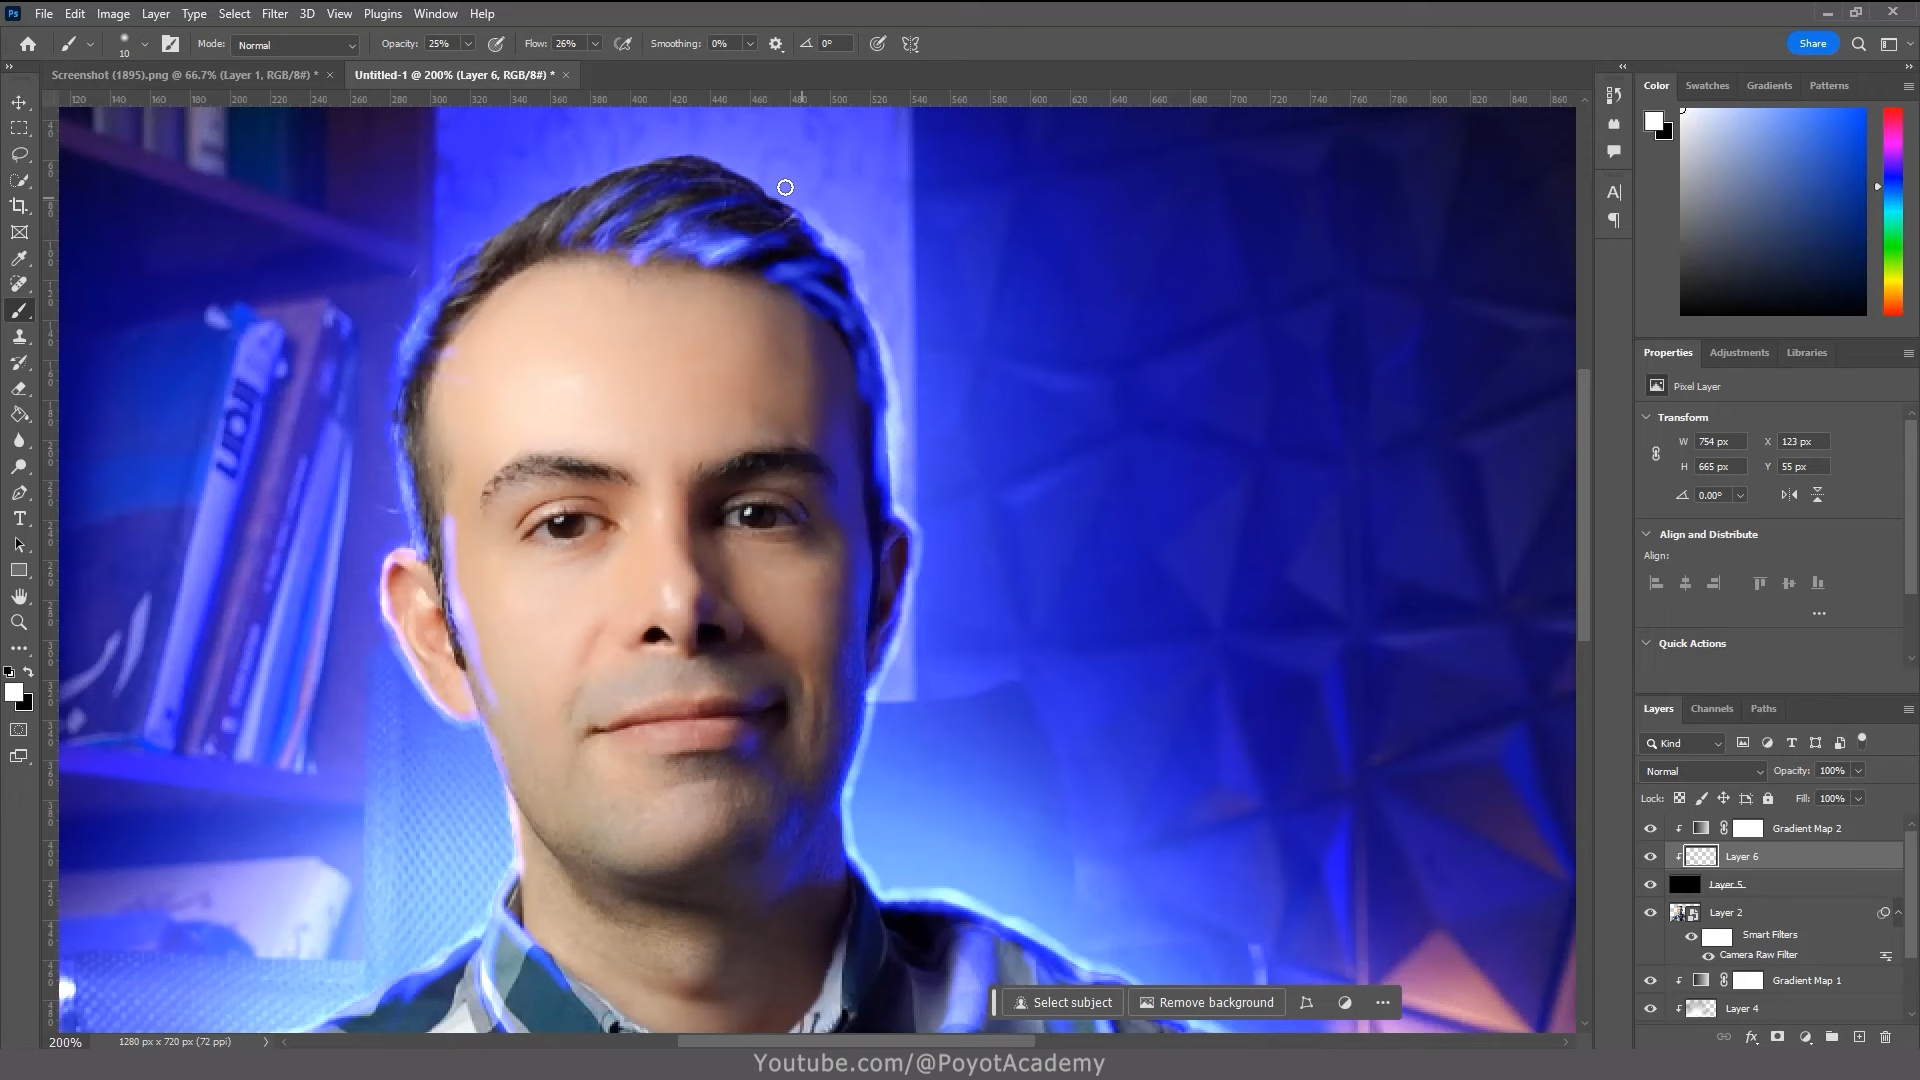 Ps File Edit Image Layer Type Select Filter 3D View Plugins Window Help
10 Mode: Normal Opacity: 25% Flow: 26% Smoothing: 0% 0° Share
Screenshot (1895).png @ 66.7% (Layer 1, RGB/8#) * Untitled-1 @ 200% (Layer 6, RGB/8#) *
120 140 160 180 200 220 240 260 280 300 320 340 360 380 400 420 440 460 480 500 520 540 560 580 600 620 640 660 680 700 720 740 760 780 800 820 840 860
Color Swatches Gradients Patterns
Properties Adjustments Libraries
Pixel Layer
Transform
W 754 px X 123 px
H 665 px Y 55 px
0.00°
Align and Distribute
Align:
Quick Actions
Layers Channels Paths
Kind
Normal Opacity: 100%
Lock: Fill: 100%
Gradient Map 2
Layer 6
Layer 5
Layer 2
Smart Filters
Camera Raw Filter
Gradient Map 1
Layer 4
Select subject Remove background
200% 1280 px x 720 px (72 ppi)
Youtube.com/@PoyotAcademy